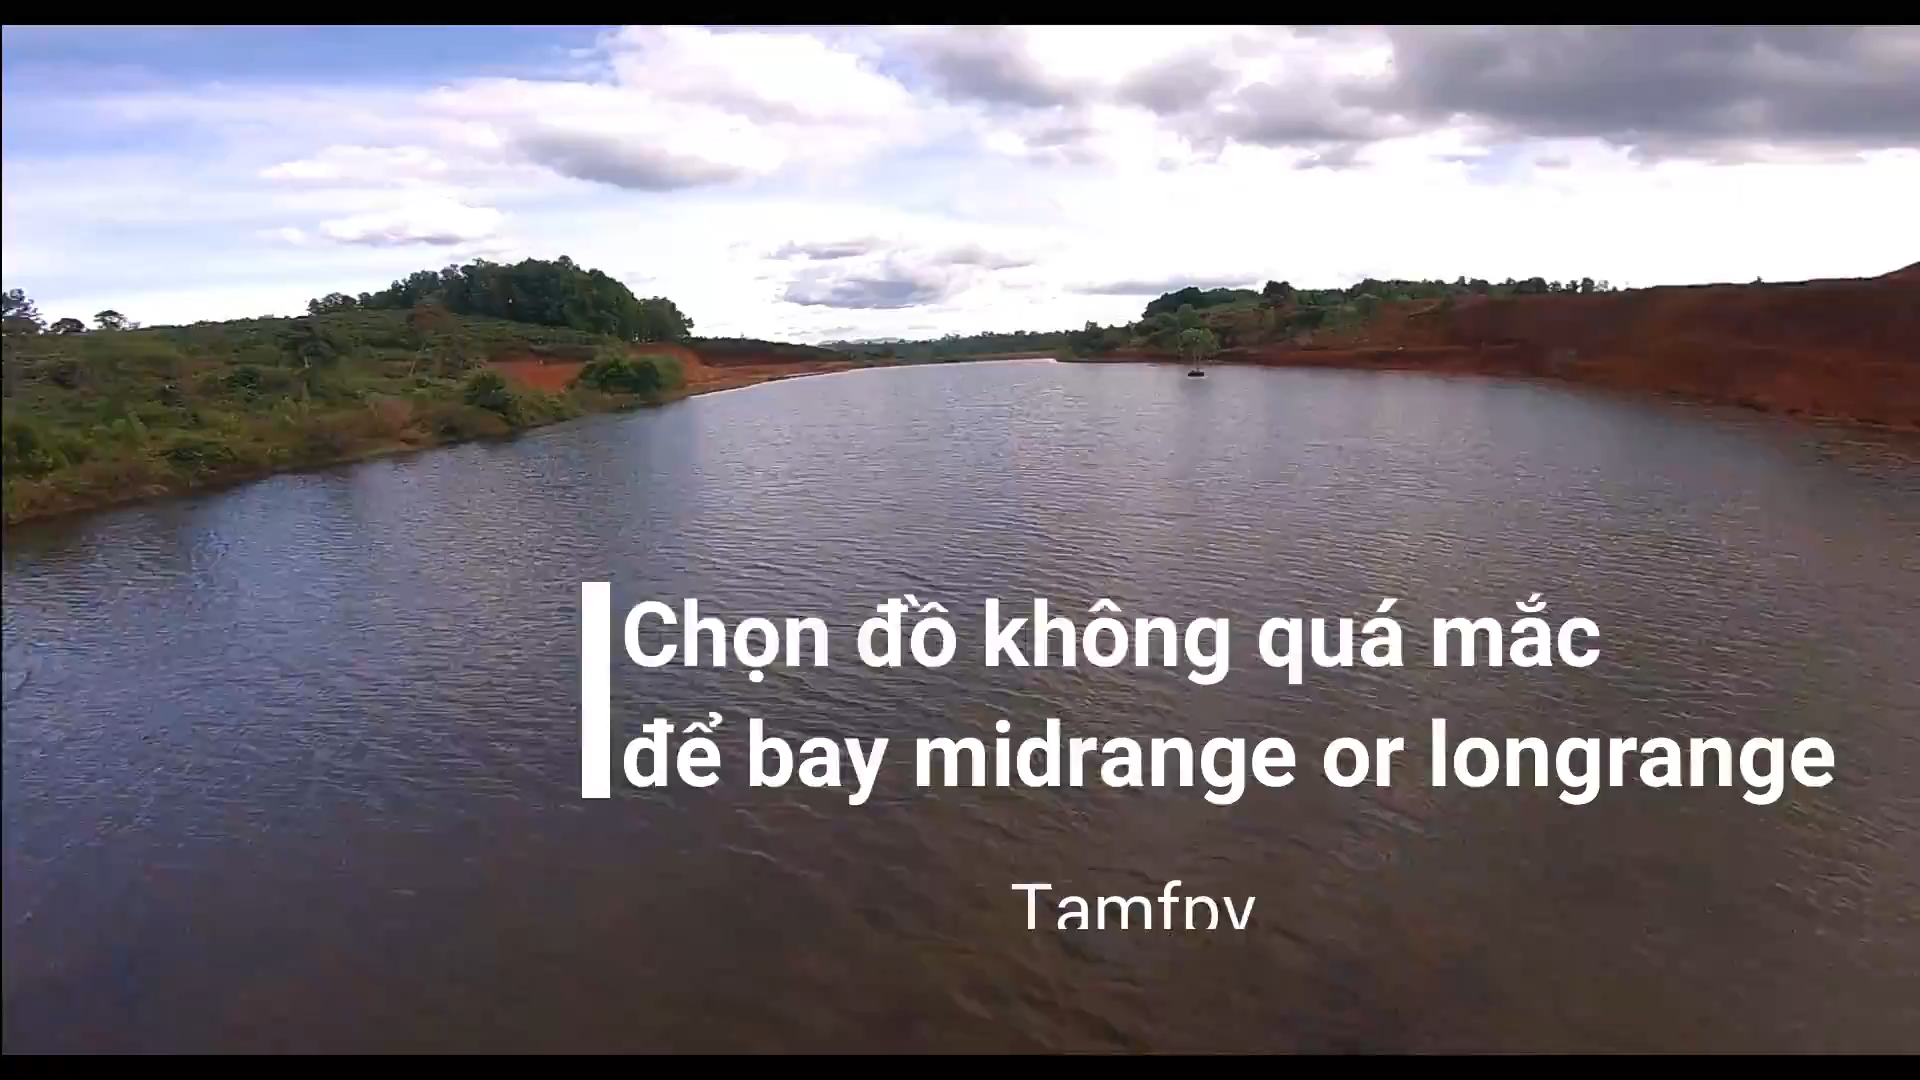 Chọn đồ không quá mắc
để bay midrange or longrange
Tamfpv